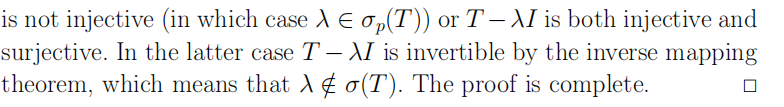 is not injective (in which case λ ∈ σₚ(T)) or T − λI is both injective and
surjective. In the latter case T − λI is invertible by the inverse mapping
theorem, which means that λ ∉ σ(T). The proof is complete. □